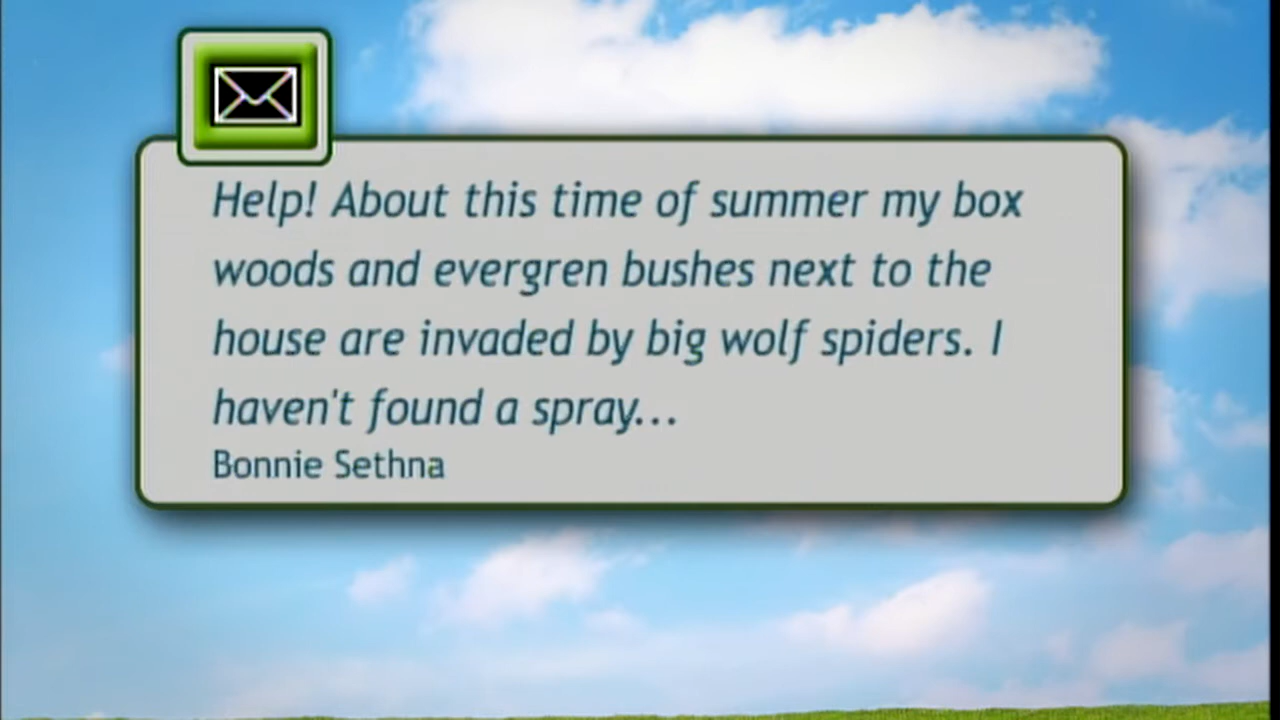 Help! About this time of summer my box
woods and evergren bushes next to the
house are invaded by big wolf spiders. I
haven't found a spray...
Bonnie Sethna